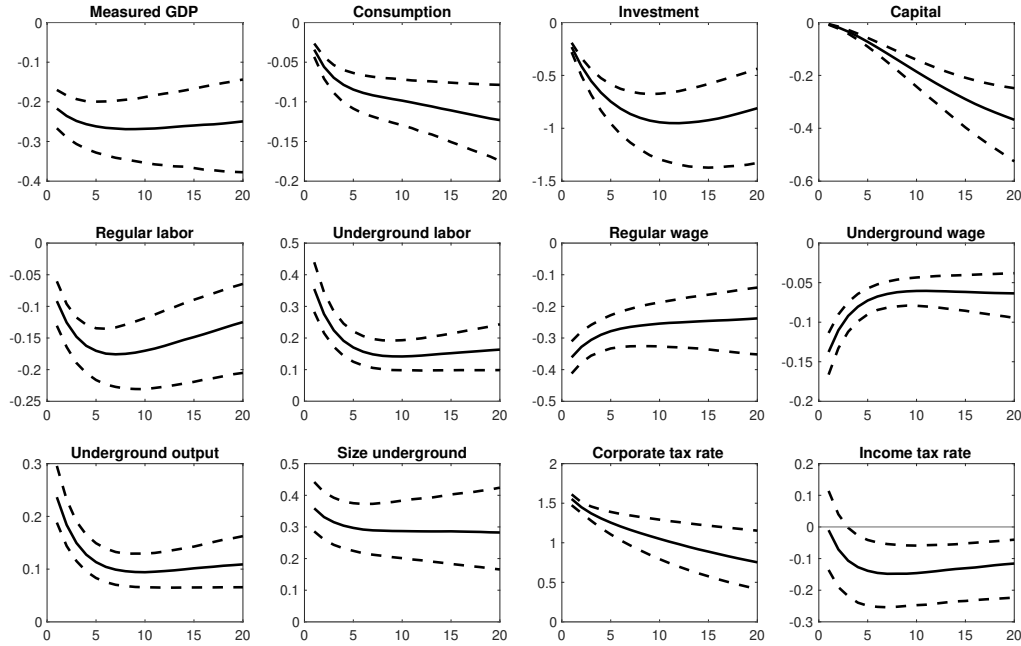 Measured GDP
0
-0.1
-0.2
-0.3
-0.4
0 5 10 15 20
Consumption
0
-0.05
-0.1
-0.15
-0.2
0 5 10 15 20
Investment
0
-0.5
-1
-1.5
0 5 10 15 20
Capital
0
-0.2
-0.4
-0.6
0 5 10 15 20
Regular labor
0
-0.05
-0.1
-0.15
-0.2
-0.25
0 5 10 15 20
Underground labor
0.5
0.4
0.3
0.2
0.1
0
0 5 10 15 20
Regular wage
0
-0.1
-0.2
-0.3
-0.4
-0.5
0 5 10 15 20
Underground wage
0
-0.05
-0.1
-0.15
-0.2
0 5 10 15 20
Underground output
0.3
0.2
0.1
0
0 5 10 15 20
Size underground
0.5
0.4
0.3
0.2
0.1
0
0 5 10 15 20
Corporate tax rate
2
1.5
1
0.5
0
0 5 10 15 20
Income tax rate
0.2
0.1
0
-0.1
-0.2
-0.3
0 5 10 15 20